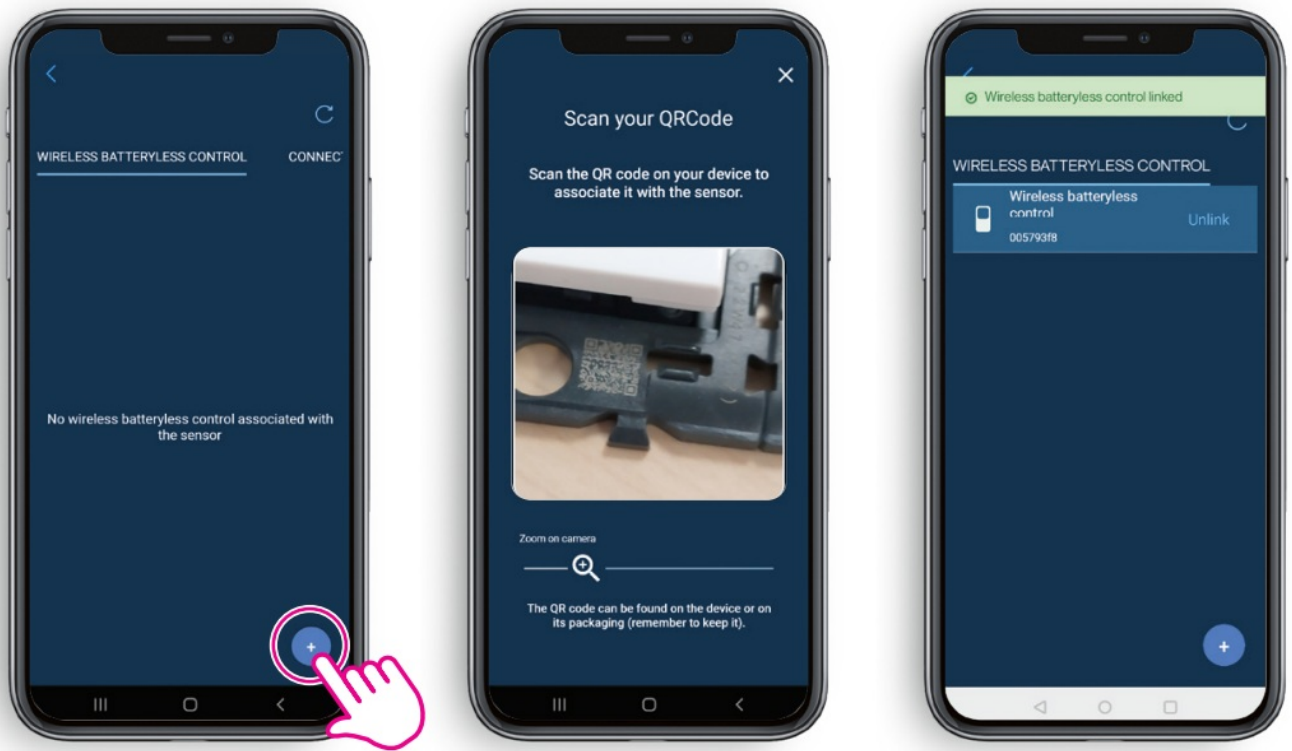 WIRELESS BATTERYLESS CONTROL CONNECT
No wireless batteryless control associated with
the sensor
+
Scan your QRCode
Scan the QR code on your device to
associate it with the sensor.
Zoom on camera
The QR code can be found on the device or on
its packaging (remember to keep it).
Wireless batteryless control linked
WIRELESS BATTERYLESS CONTROL
Wireless batteryless
control
005793f8
Unlink
+